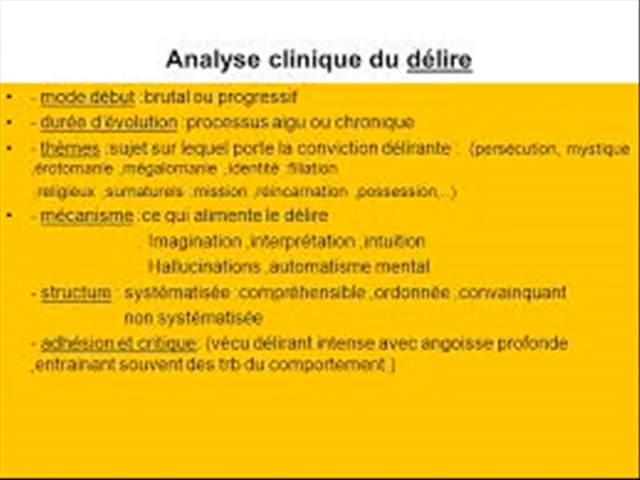 Analyse clinique du délire
• - mode début :brutal ou progressif
• - durée d'évolution :processus aigu ou chronique
• - thèmes :sujet sur lequel porte la conviction délirante : (persécution, mystique
,érotomanie ,mégalomanie ,identité :filiation
religieux ,surnaturels :mission ,réincarnation ,possession,..)
• - mécanisme :ce qui alimente le délire
. Imagination ,interprétation ,intuition
. Hallucinations ,automatisme mental
- structure : systématisée :compréhensible ,ordonnée ,convainquant
non systématisée
- adhésion et critique: (vécu délirant intense avec angoisse profonde
,entrainant souvent des trb du comportement )